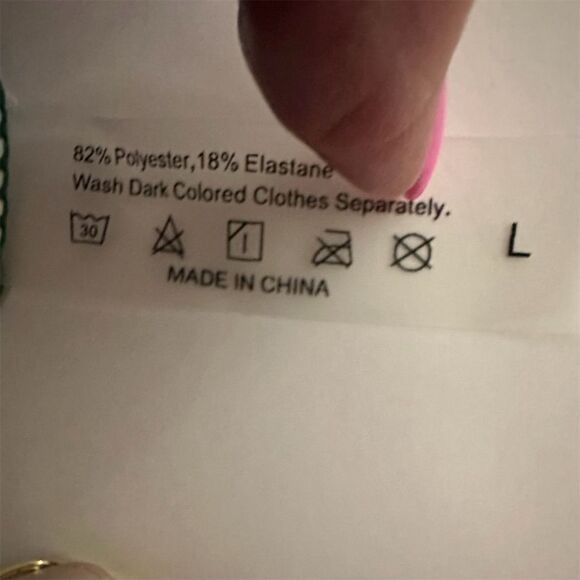 82% Polyester,18% Elastane
Wash Dark Colored Clothes Separately.
30
L
MADE IN CHINA